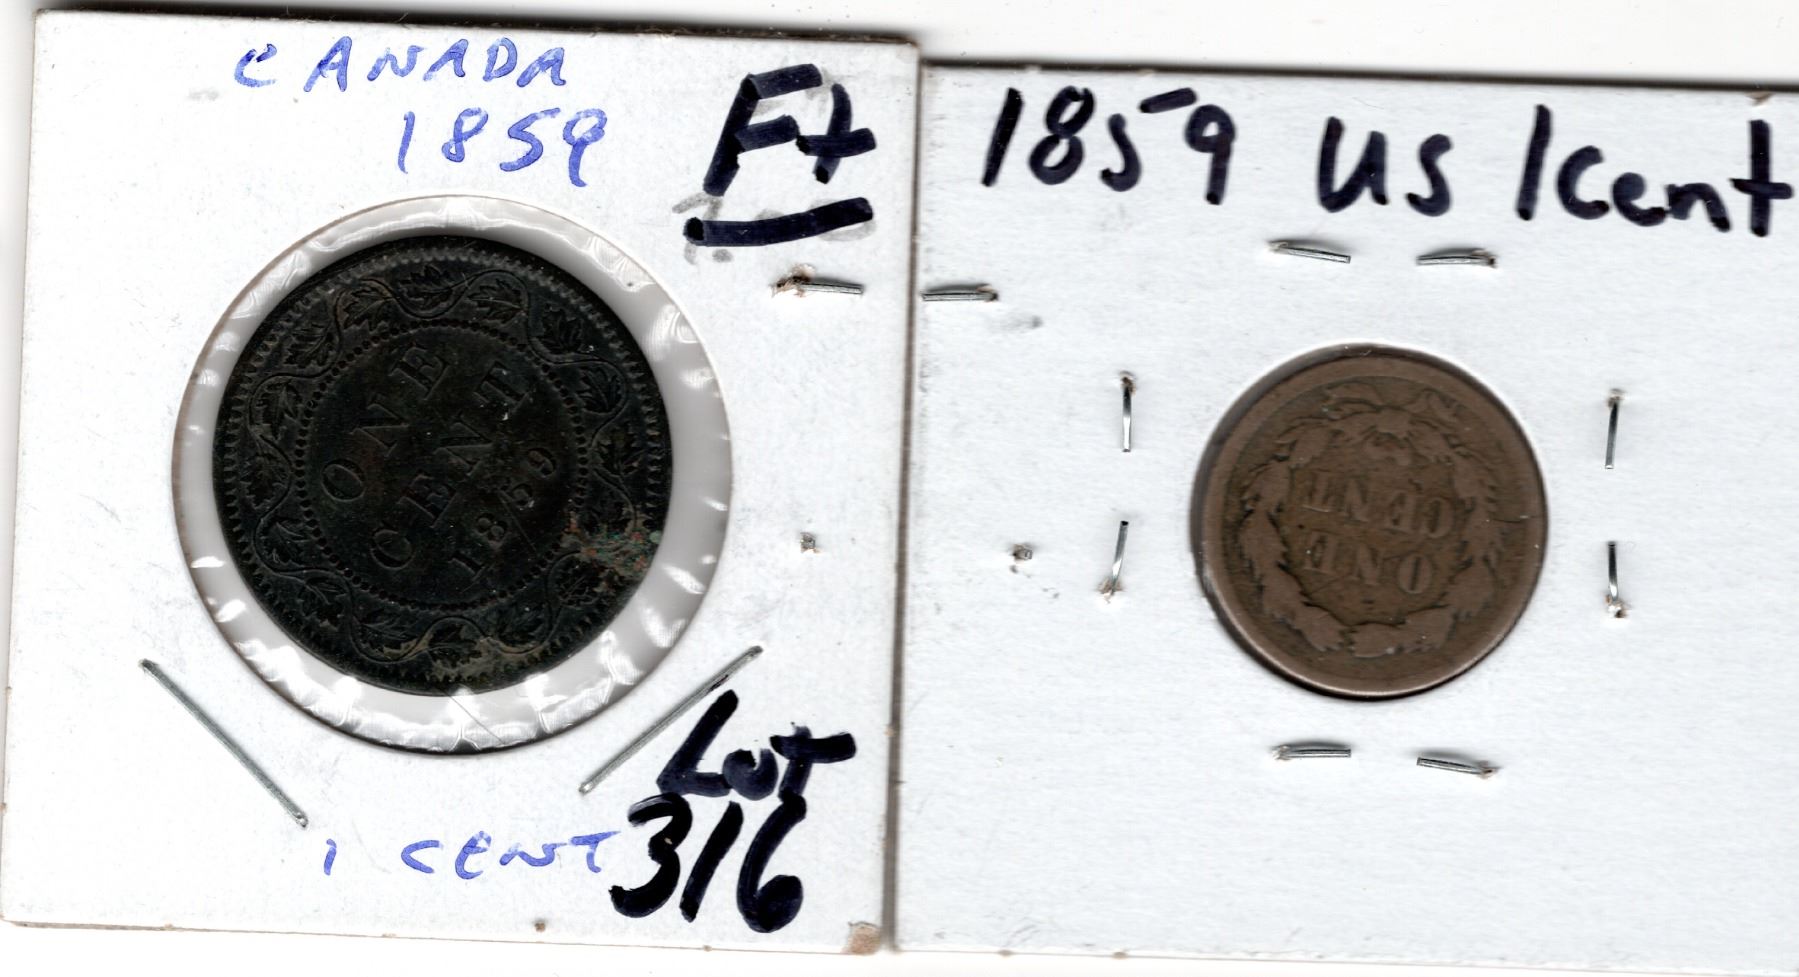 CANADA
1859
F+
ONE
CENT
1859
Lot
316
1 CENT
1859 US 1Cent
ONE
CENT